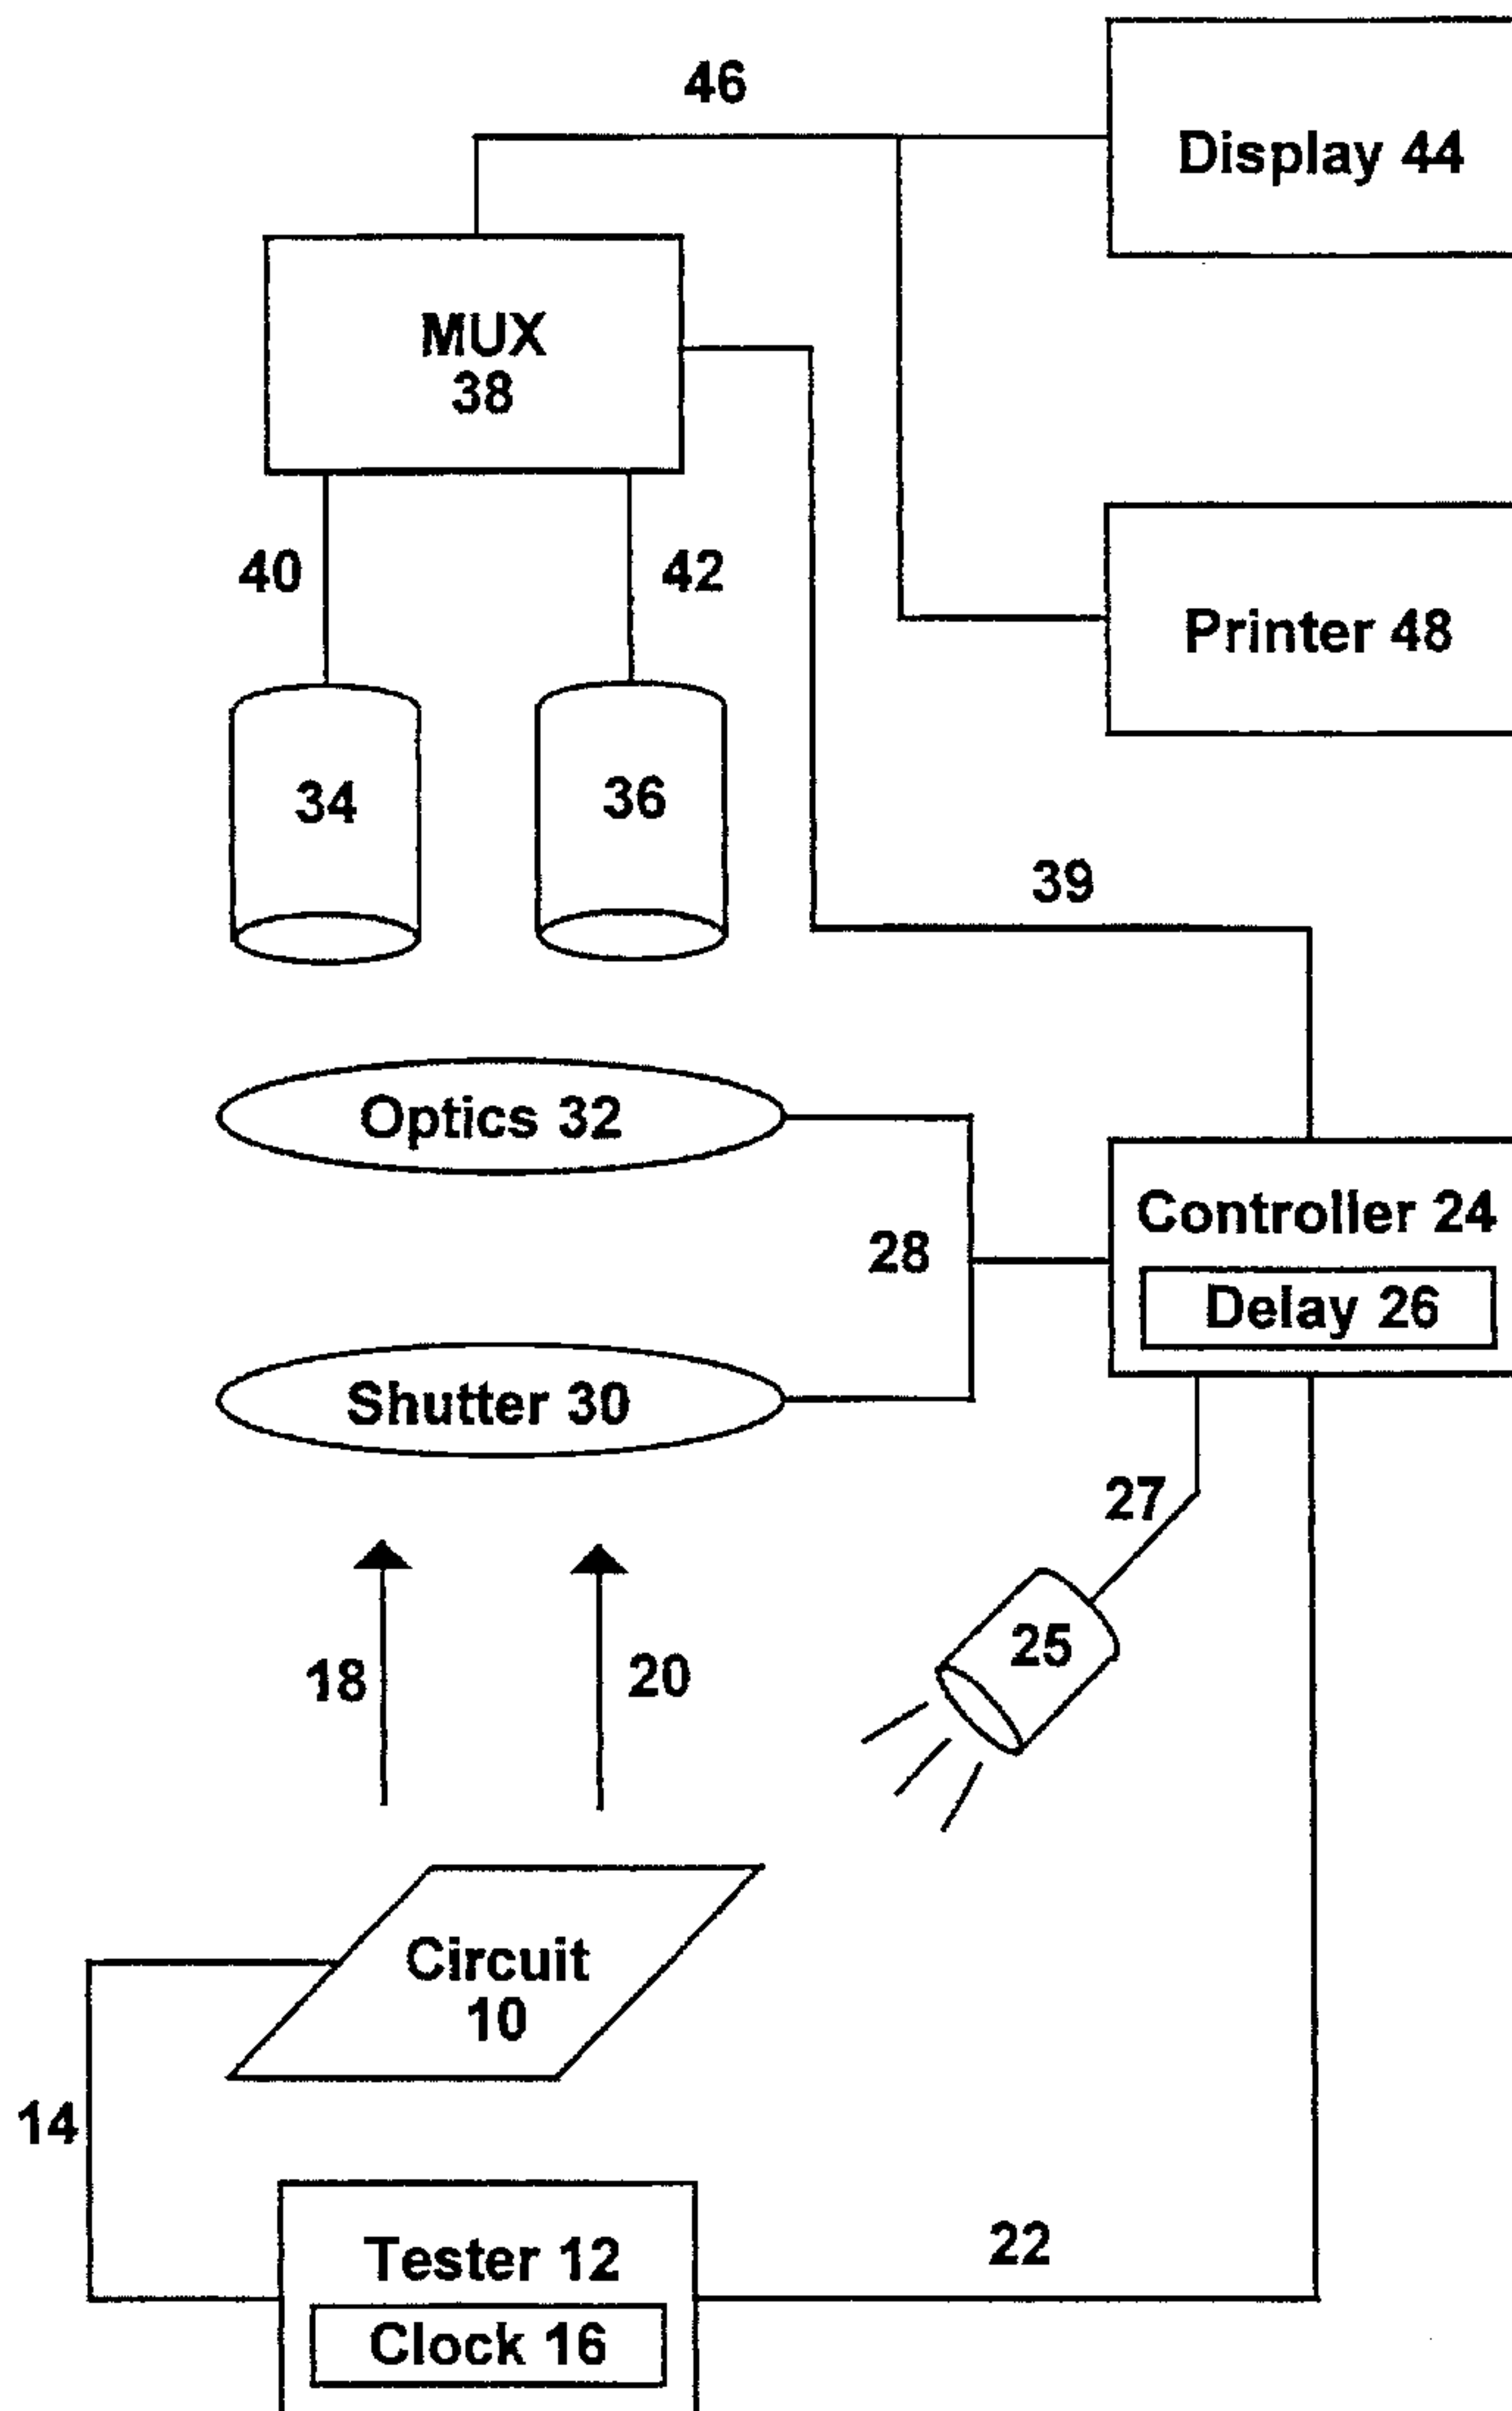 46
Display 44
MUX
38
40
42
Printer 48
34
36
39
Optics 32
Controller 24
28
Delay 26
Shutter 30
27
25
18
20
Circuit
10
14
22
Tester 12
Clock 16